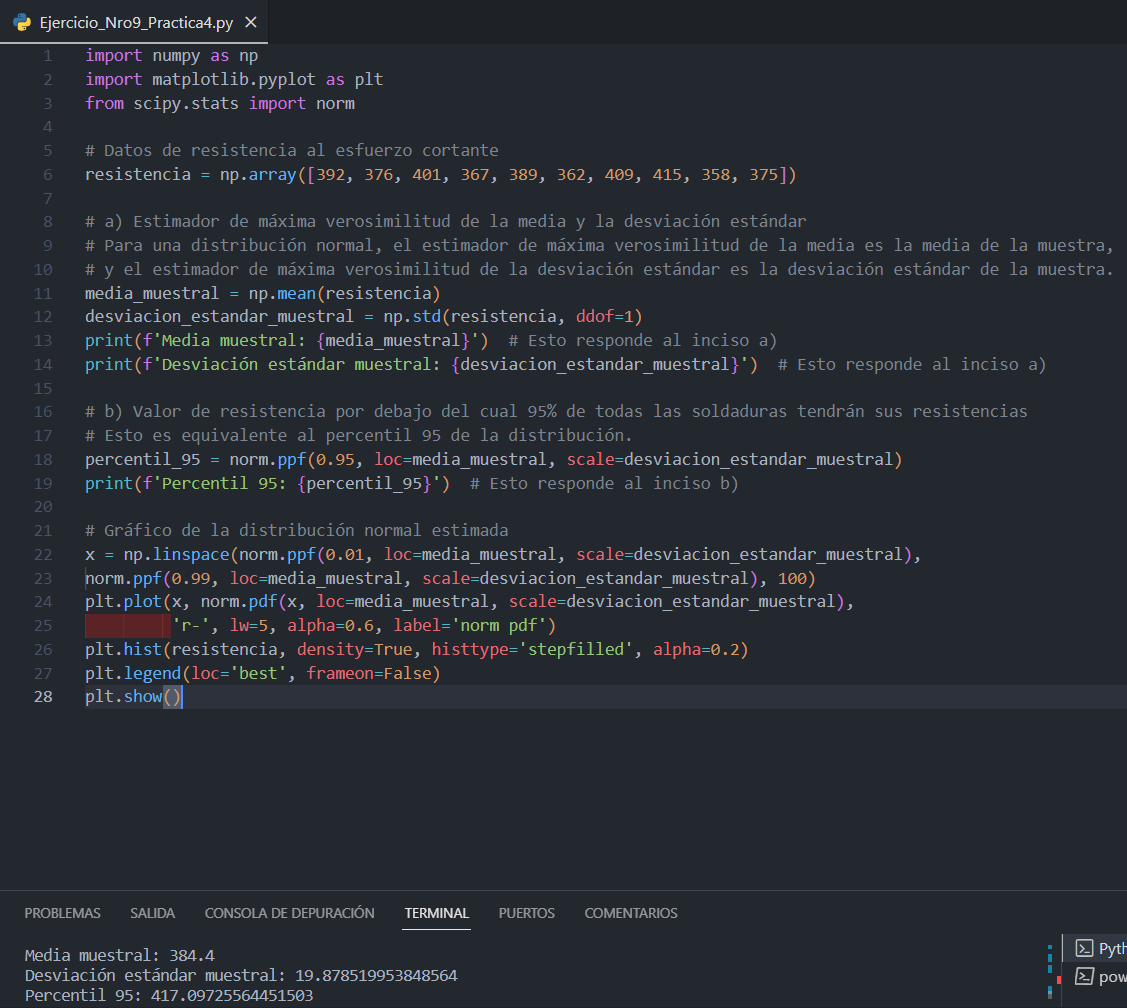 Ejercicio_Nro9_Practica4.py ×
1 import numpy as np
2 import matplotlib.pyplot as plt
3 from scipy.stats import norm
4
5 # Datos de resistencia al esfuerzo cortante
6 resistencia = np.array([392, 376, 401, 367, 389, 362, 409, 415, 358, 375])
7
8 # a) Estimador de máxima verosimilitud de la media y la desviación estándar
9 # Para una distribución normal, el estimador de máxima verosimilitud de la media es la media de la muestra,
10 # y el estimador de máxima verosimilitud de la desviación estándar es la desviación estándar de la muestra.
11 media_muestral = np.mean(resistencia)
12 desviacion_estandar_muestral = np.std(resistencia, ddof=1)
13 print(f'Media muestral: {media_muestral}')  # Esto responde al inciso a)
14 print(f'Desviación estándar muestral: {desviacion_estandar_muestral}')  # Esto responde al inciso a)
15
16 # b) Valor de resistencia por debajo del cual 95% de todas las soldaduras tendrán sus resistencias
17 # Esto es equivalente al percentil 95 de la distribución.
18 percentil_95 = norm.ppf(0.95, loc=media_muestral, scale=desviacion_estandar_muestral)
19 print(f'Percentil 95: {percentil_95}')  # Esto responde al inciso b)
20
21 # Gráfico de la distribución normal estimada
22 x = np.linspace(norm.ppf(0.01, loc=media_muestral, scale=desviacion_estandar_muestral),
23 norm.ppf(0.99, loc=media_muestral, scale=desviacion_estandar_muestral), 100)
24 plt.plot(x, norm.pdf(x, loc=media_muestral, scale=desviacion_estandar_muestral),
25          'r-', lw=5, alpha=0.6, label='norm pdf')
26 plt.hist(resistencia, density=True, histtype='stepfilled', alpha=0.2)
27 plt.legend(loc='best', frameon=False)
28 plt.show()
PROBLEMAS SALIDA CONSOLA DE DEPURACIÓN TERMINAL PUERTOS COMENTARIOS
Media muestral: 384.4
Desviación estándar muestral: 19.878519953848564
Percentil 95: 417.09725564451503
Pyth
pow